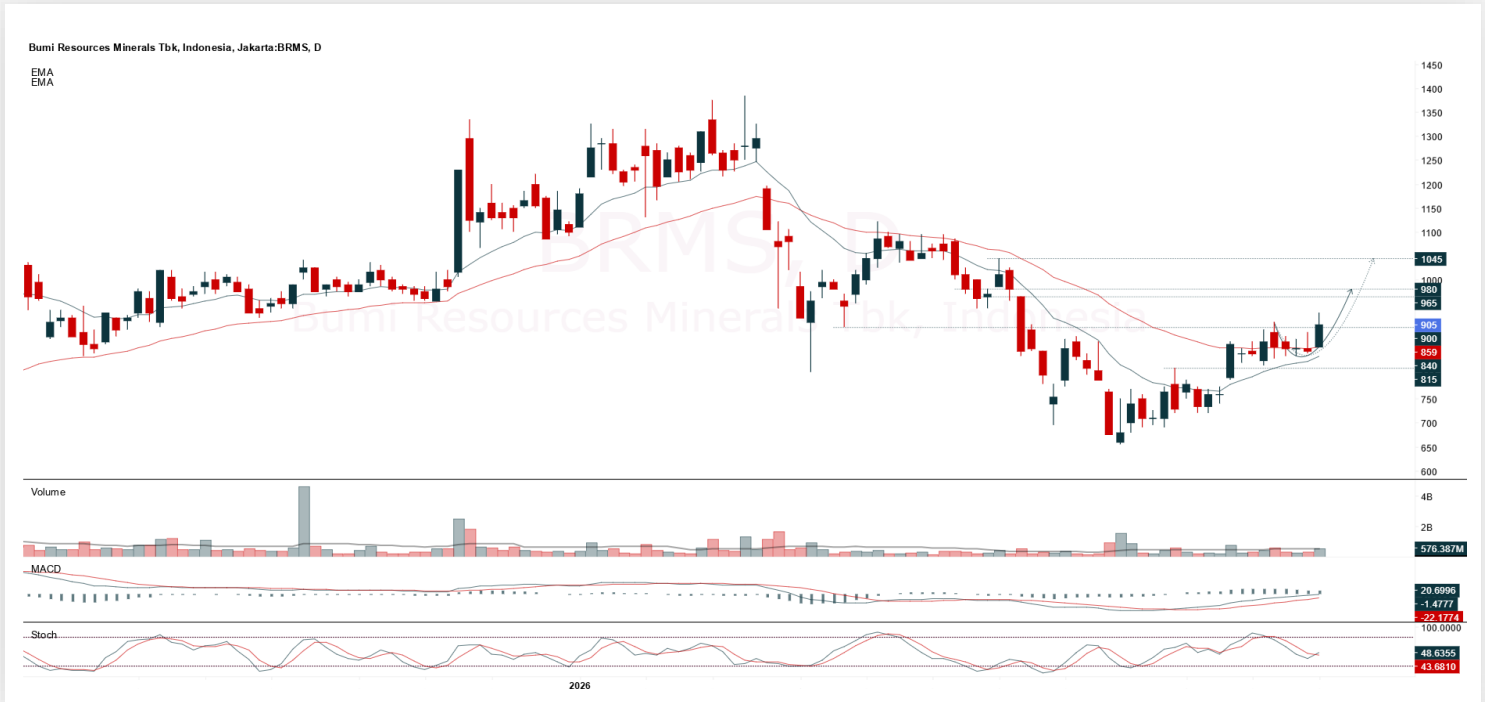 Bumi Resources Minerals Tbk, Indonesia, Jakarta:BRMS, D
EMA
EMA
BRMS, D
Bumi Resources Minerals Tbk, Indonesia
1450
1400
1350
1300
1250
1200
1150
1100
1045
1000
980
965
905
900
859
840
815
750
700
650
600
Volume
4B
2B
576.387M
MACD
20.6996
-1.4777
-22.1774
Stoch
100.0000
48.6355
43.6810
2026